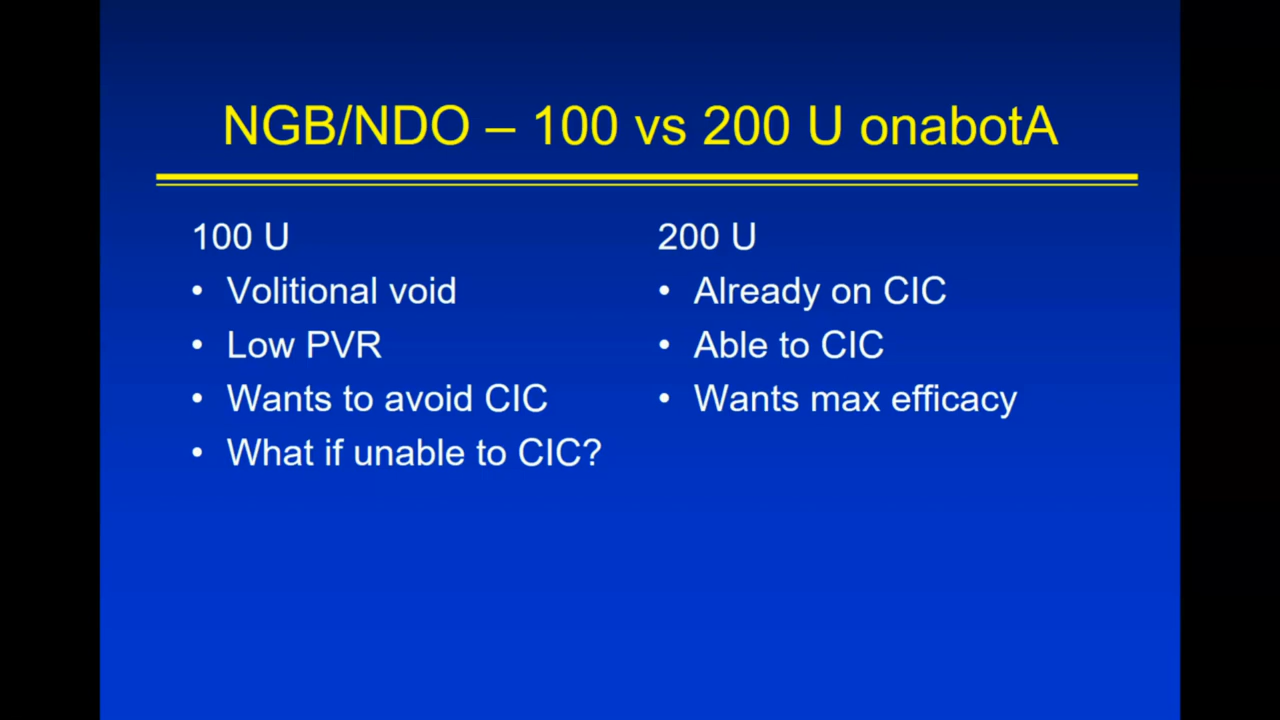 NGB/NDO – 100 vs 200 U onabotA
100 U
• Volitional void
• Low PVR
• Wants to avoid CIC
• What if unable to CIC?
200 U
• Already on CIC
• Able to CIC
• Wants max efficacy